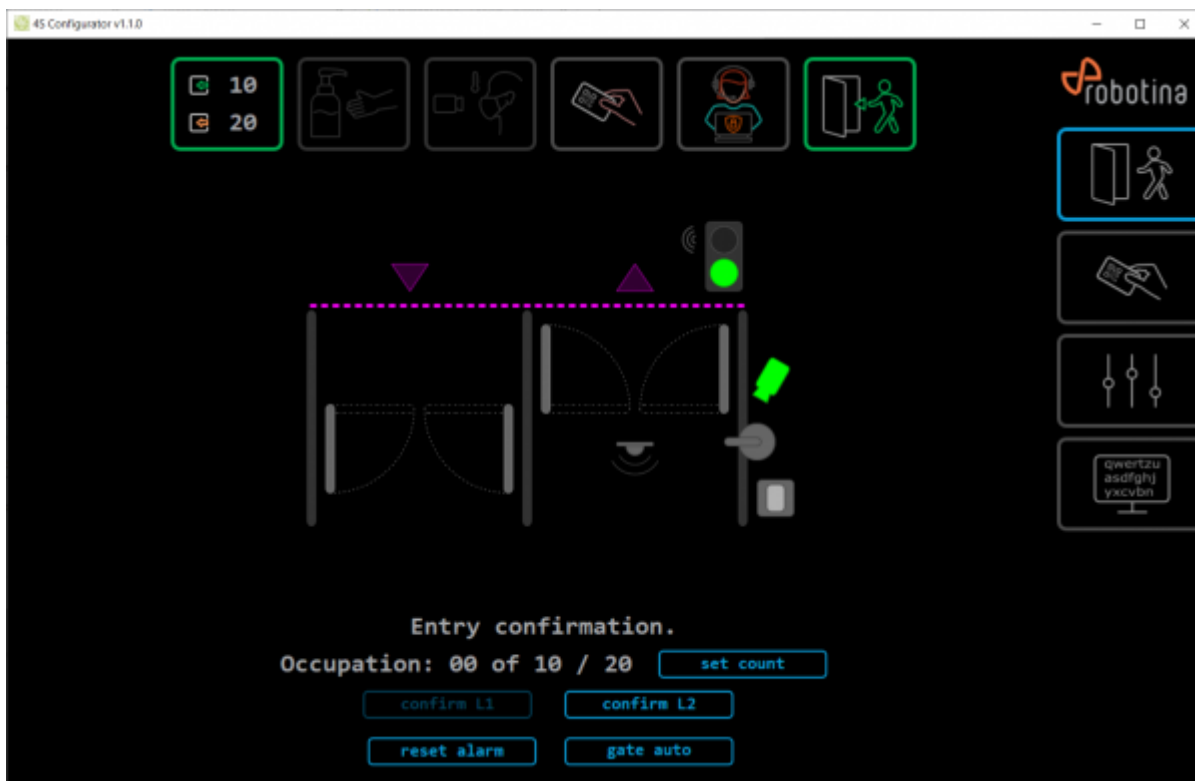 4S Configurator v1.1.0
10
20
robotina
qwertzu
asdfghj
yxcvbn
Entry confirmation.
Occupation: 00 of 10 / 20 set count
confirm L1 confirm L2
reset alarm gate auto